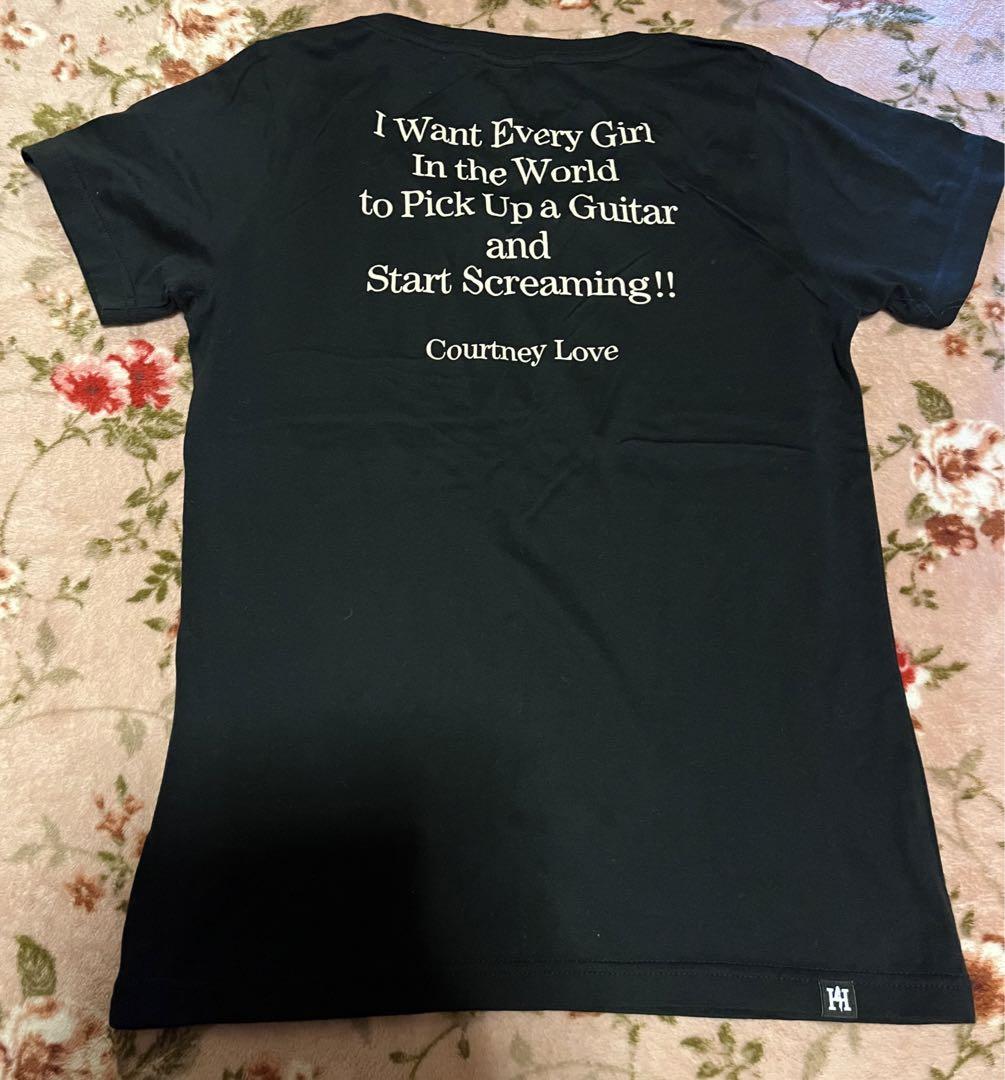 I Want Every Girl
In the World
to Pick Up a Guitar
and
Start Screaming!!
Courtney Love